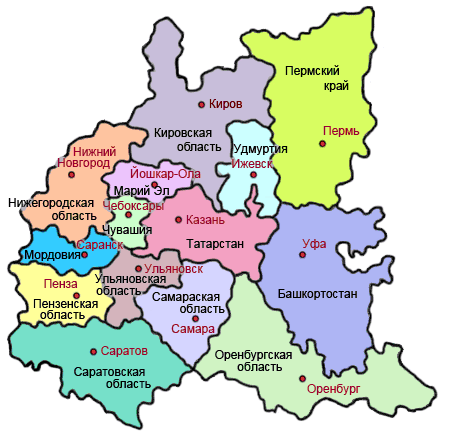 Пермский
край
Киров
Кировская
область
Удмуртия
Пермь
Нижний
Новгород
Ижевск
Йошкар-Ола
Марий Эл
Нижегородская
область
Чебоксары
Казань
Чувашия
Татарстан
Саранск
Мордовия
Уфа
Ульяновск
Ульяновская
область
Башкортостан
Пенза
Пензенская
область
Самараская
область
Самара
Саратов
Саратовская
область
Оренбургская
область
Оренбург